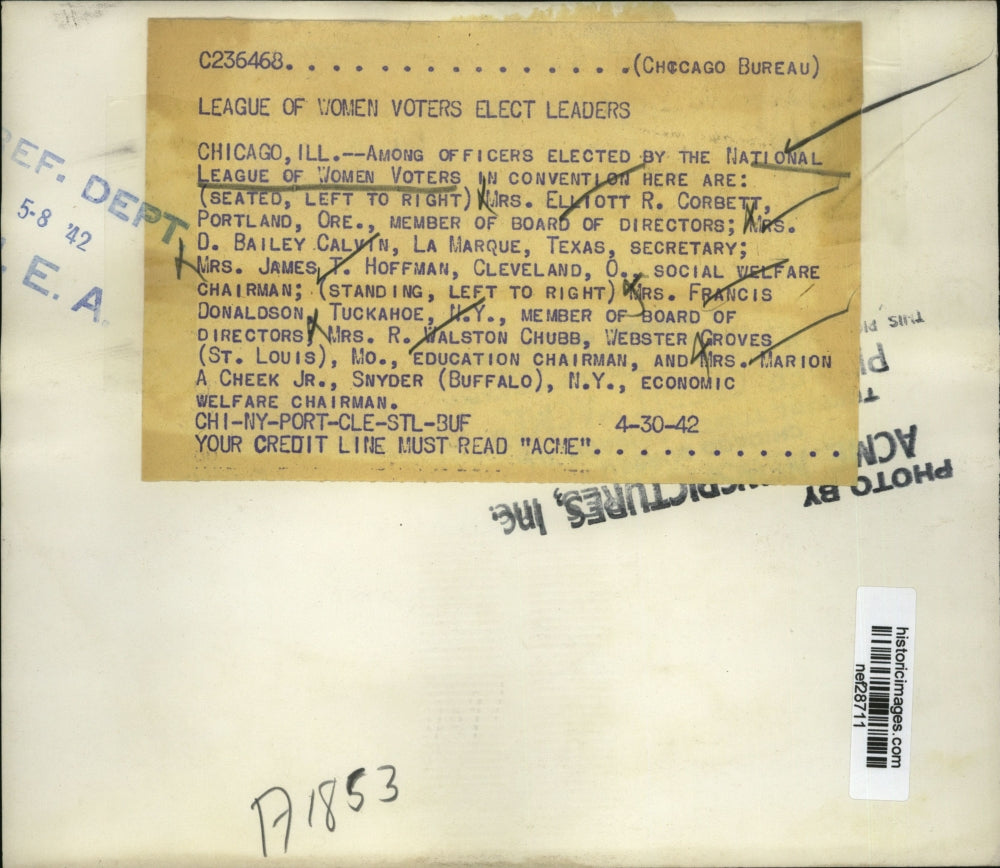 C236468. . . . . . . . . . . . . . . . .(CHCCAGO BUREAU)
LEAGUE OF WOMEN VOTERS ELECT LEADERS
CHICAGO, ILL.--AMONG OFFICERS ELECTED BY THE NATIONAL
LEAGUE OF WOMEN VOTERS IN CONVENTION HERE ARE:
(SEATED, LEFT TO RIGHT) MRS. ELLIOTT R. CORBETT,
PORTLAND, ORE., MEMBER OF BOARD OF DIRECTORS; MRS.
D. BAILEY CALVIN, LA MARQUE, TEXAS, SECRETARY;
MRS. JAMES T. HOFFMAN, CLEVELAND, O., SOCIAL WELFARE
CHAIRMAN; (STANDING, LEFT TO RIGHT) MRS. FRANCIS
DONALDSON, TUCKAHOE, N.Y., MEMBER OF BOARD OF
DIRECTORS; MRS. R. WALSTON CHUBB, WEBSTER GROVES
(ST. LOUIS), MO., EDUCATION CHAIRMAN, AND MRS. MARION
A CHEEK JR., SNYDER (BUFFALO), N.Y., ECONOMIC
WELFARE CHAIRMAN.
CHI-NY-PORT-CLE-STL-BUF 4-30-42
YOUR CREDIT LINE MUST READ "ACME". . . . . . . . . . . .
EF. DEPT
5-8 '42
E. A.
THIS
PHOTO BY
ACM
PICTURES, Inc.
historicimages.com
nef28711
A1853